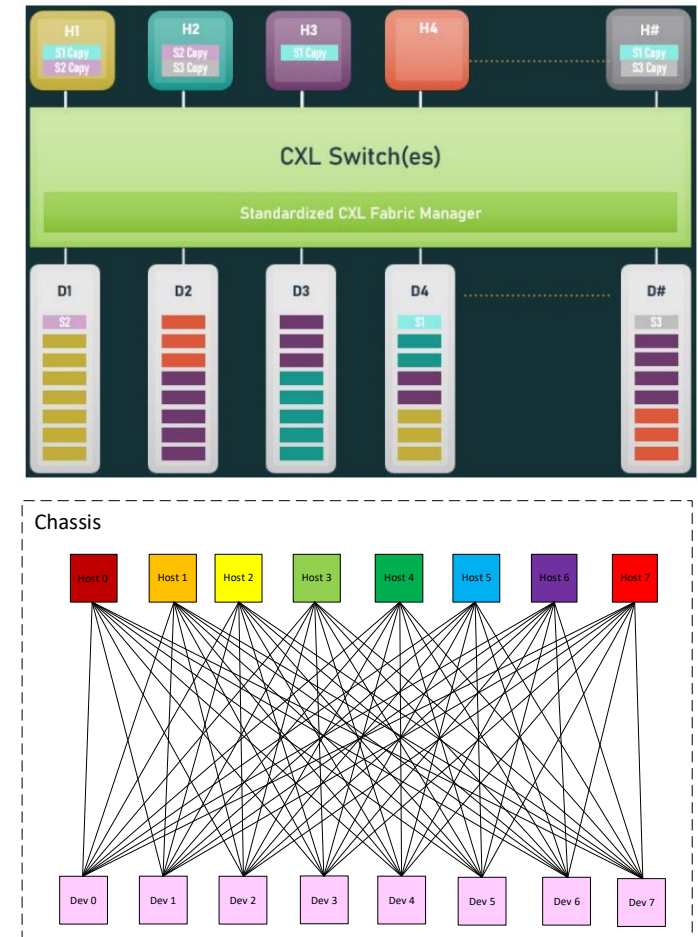 H1
S1 Copy
S2 Copy
H2
S2 Copy
S3 Copy
H3
S1 Copy
H4
H#
S1 Copy
S3 Copy
CXL Switch(es)
Standardized CXL Fabric Manager
D1
S2
D2
D3
D4
S1
D#
S3
Chassis
Host 0
Host 1
Host 2
Host 3
Host 4
Host 5
Host 6
Host 7
Dev 0
Dev 1
Dev 2
Dev 3
Dev 4
Dev 5
Dev 6
Dev 7